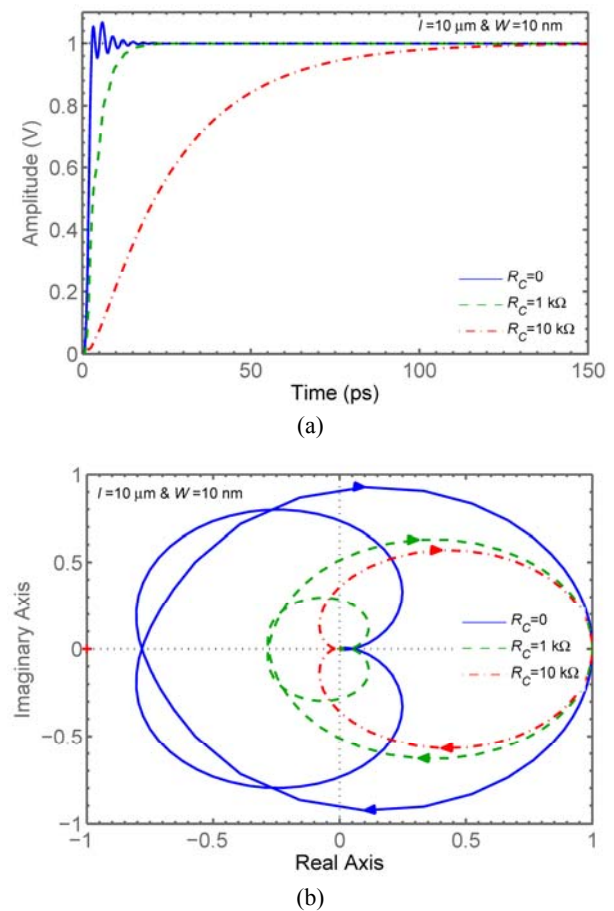 l=10 μm & W=10 nm
1
0.8
0.6
0.4
0.2
0
Amplitude (V)
R_C=0
R_C=1 kΩ
R_C=10 kΩ
0 50 100 150
Time (ps)
(a)
l=10 μm & W=10 nm
1
0.5
0
−0.5
−1
Imaginary Axis
R_C=0
R_C=1 kΩ
R_C=10 kΩ
-1 -0.5 0 0.5 1
Real Axis
(b)